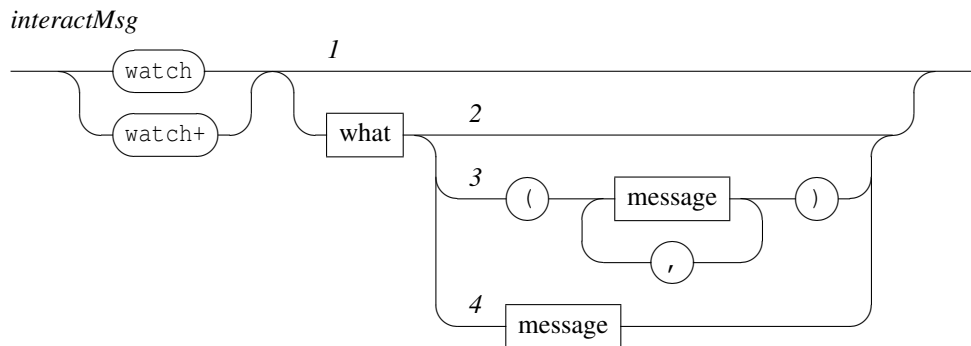 interactMsg
1
watch
watch+
2
what
3
( message )
,
4
message